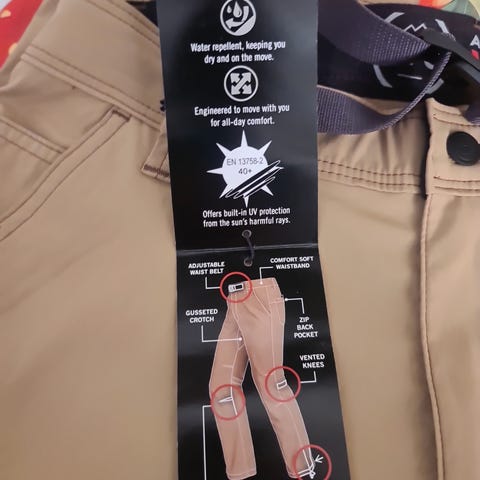 Water repellent, keeping you
dry and on the move.
Engineered to move with you
for all-day comfort.
EN 13758-2
40+
Offers built-in UV protection
from the sun's harmful rays.
ADJUSTABLE
WAIST BELT
COMFORT SOFT
WAISTBAND
GUSSETED
CROTCH
ZIP
BACK
POCKET
VENTED
KNEES